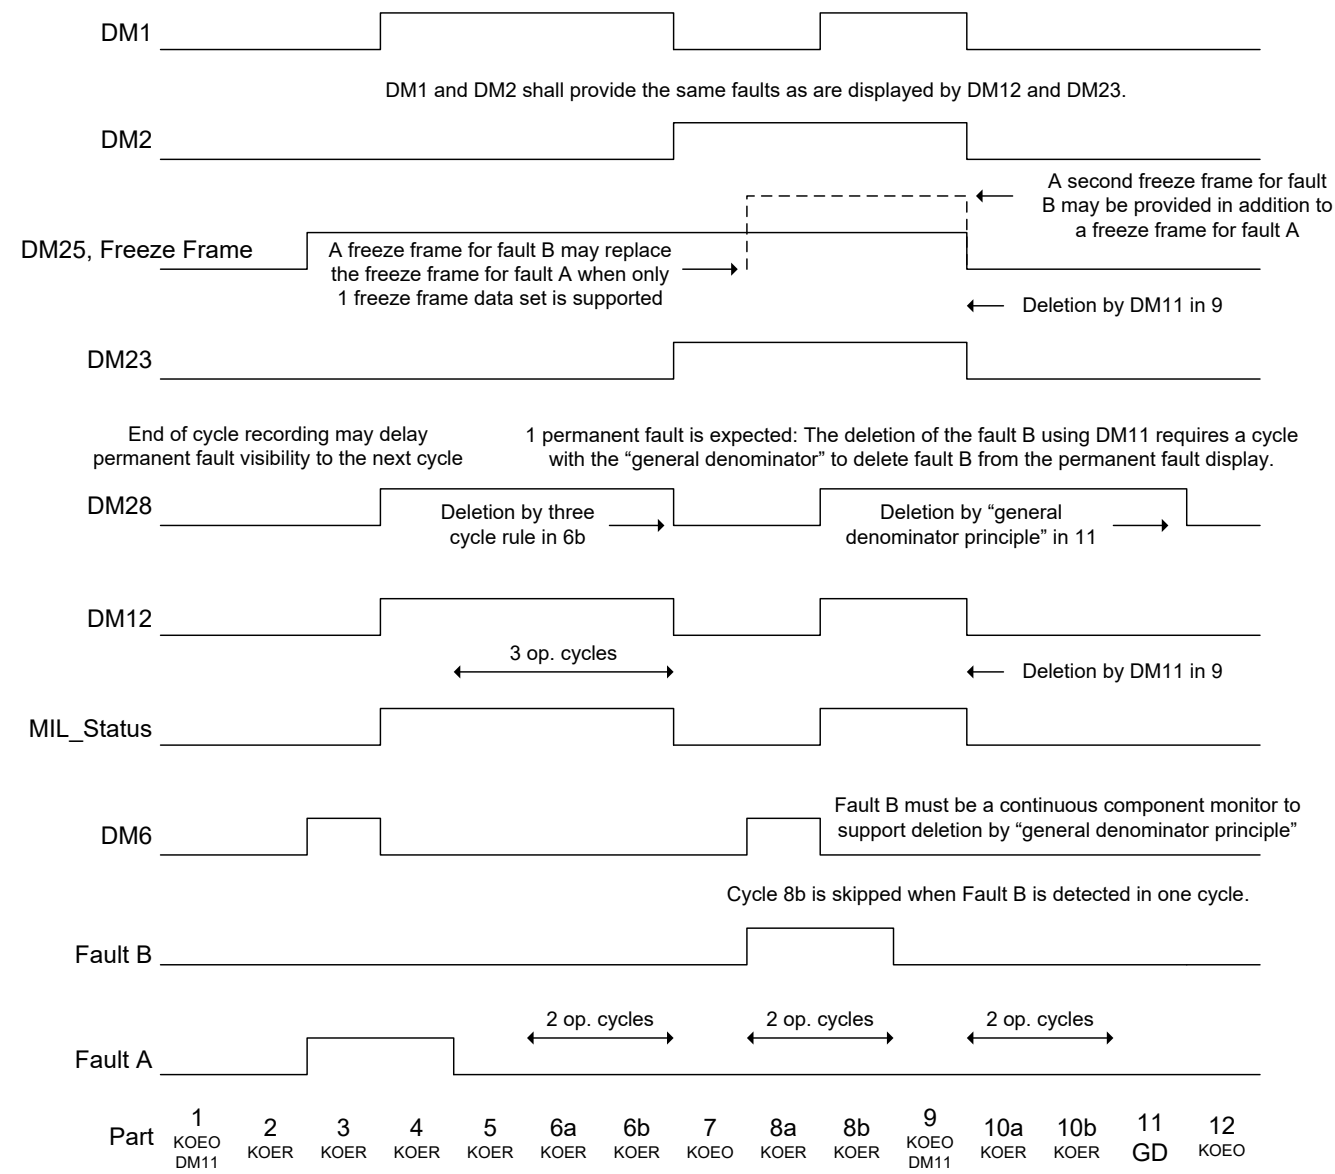 DM1
DM1 and DM2 shall provide the same faults as are displayed by DM12 and DM23.
DM2
A second freeze frame for fault
B may be provided in addition to
a freeze frame for fault A
DM25, Freeze Frame
A freeze frame for fault B may replace
the freeze frame for fault A when only
1 freeze frame data set is supported
Deletion by DM11 in 9
DM23
End of cycle recording may delay
permanent fault visibility to the next cycle
1 permanent fault is expected: The deletion of the fault B using DM11 requires a cycle
with the “general denominator” to delete fault B from the permanent fault display.
DM28
Deletion by three
cycle rule in 6b
Deletion by “general
denominator principle” in 11
DM12
3 op. cycles
Deletion by DM11 in 9
MIL_Status
Fault B must be a continuous component monitor to
support deletion by “general denominator principle”
DM6
Cycle 8b is skipped when Fault B is detected in one cycle.
Fault B
2 op. cycles
2 op. cycles
2 op. cycles
Fault A
Part
1
KOEO
DM11
2
KOER
3
KOER
4
KOER
5
KOER
6a
KOER
6b
KOER
7
KOEO
8a
KOER
8b
KOER
9
KOEO
DM11
10a
KOER
10b
KOER
11
GD
12
KOEO